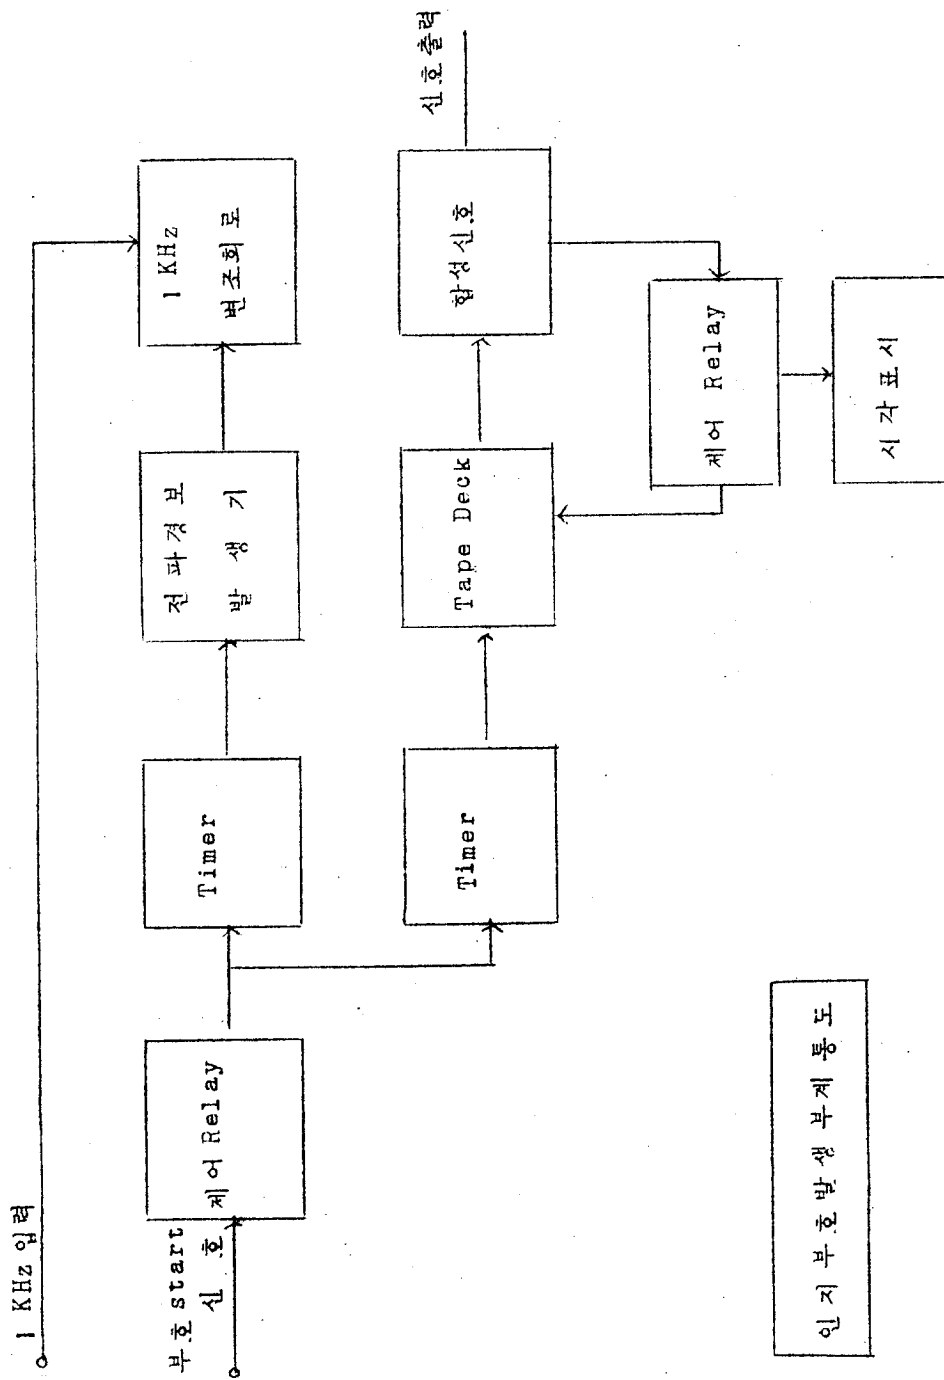 1 KHz 입력
부호 start
신 호
제어 Relay
Timer
전파경보
발 생 기
1 KHz
변조회로
Timer
Tape Deck
합성신호
신호출력
제어 Relay
시각표시
인지부호발생부계통도